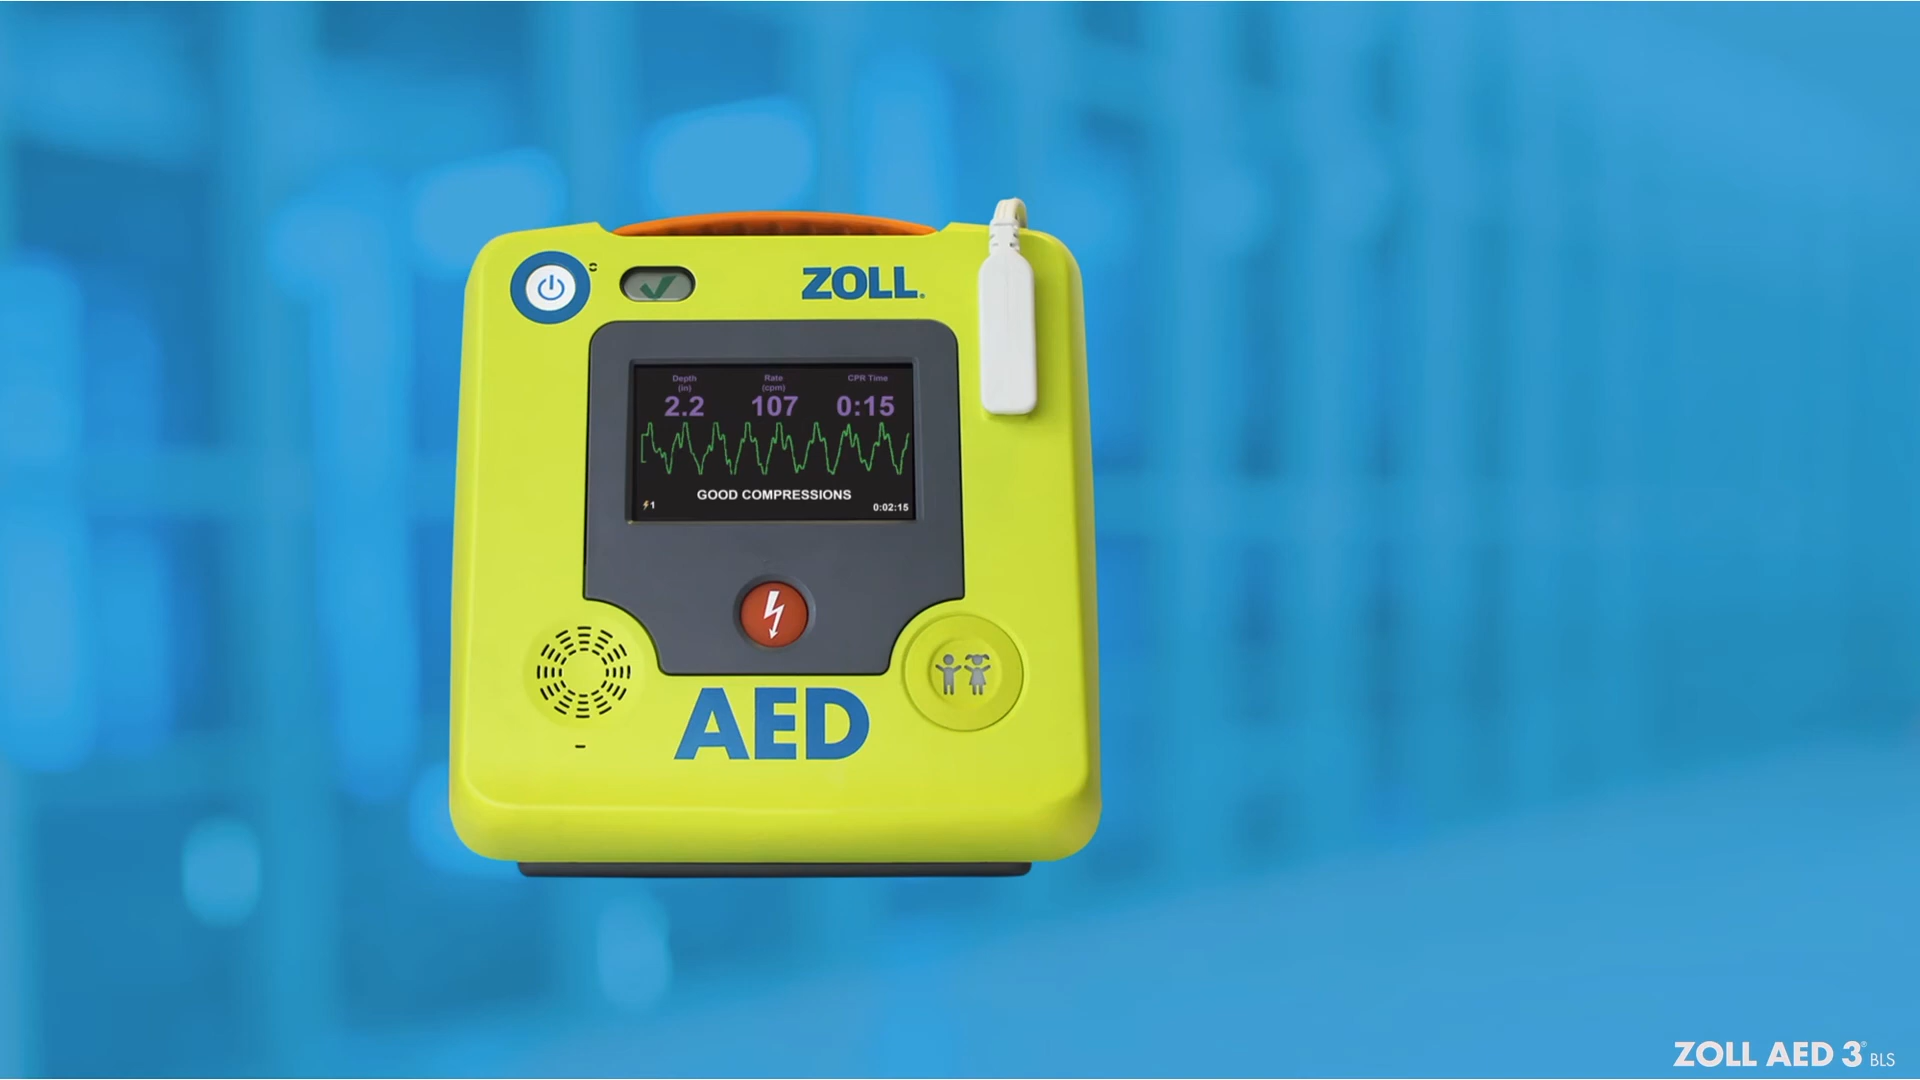 ZOLL.
Depth (in)
Rate (cpm)
CPR Time
2.2
107
0:15
GOOD COMPRESSIONS
1
0:02:15
AED
ZOLL AED 3® BLS